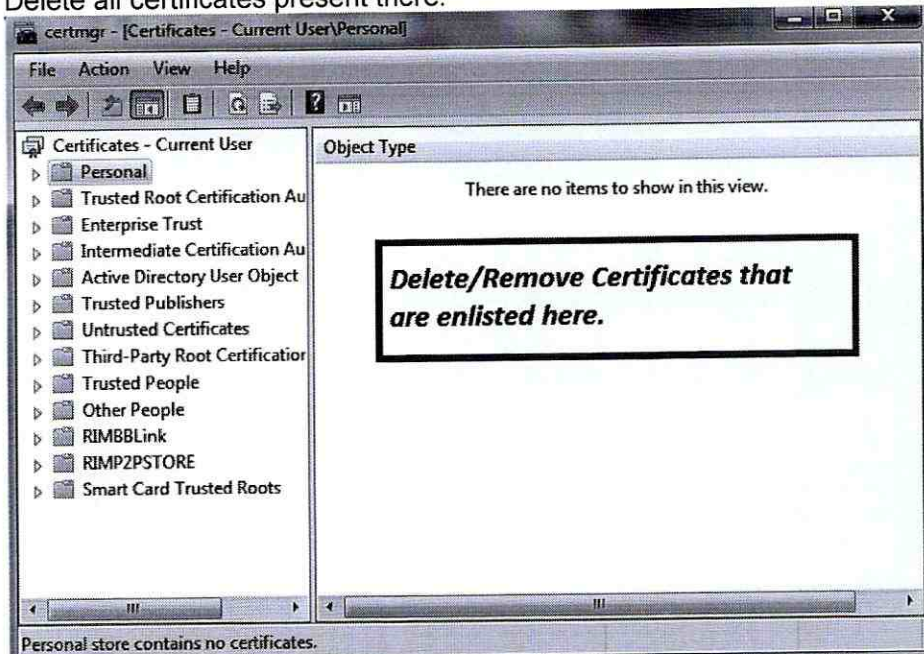 Delete all certificates present there.
certmgr - [Certificates - Current User\Personal]
File Action View Help
Certificates - Current User
Personal
Trusted Root Certification Au
Enterprise Trust
Intermediate Certification Au
Active Directory User Object
Trusted Publishers
Untrusted Certificates
Third-Party Root Certification
Trusted People
Other People
RIMBBLink
RIMP2PSTORE
Smart Card Trusted Roots
Object Type
There are no items to show in this view.
Delete/Remove Certificates that
are enlisted here.
Personal store contains no certificates.